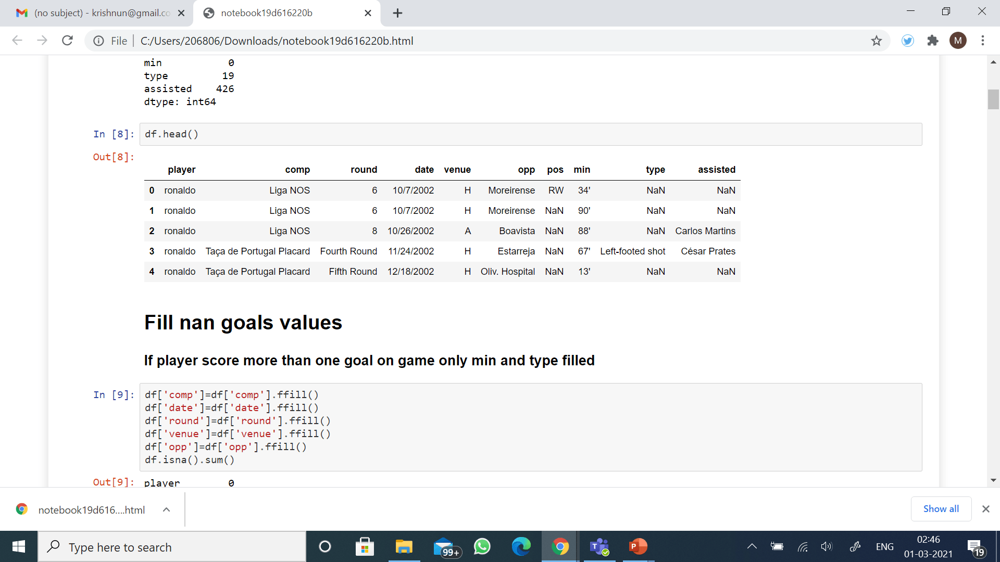 (no subject) - krishnun@gmail.co
notebook19d616220b
File
C:/Users/206806/Downloads/notebook19d616220b.html
M
min 0
type 19
assisted 426
dtype: int64
In [8]: df.head()
Out[8]:
player comp round date venue opp pos min type assisted
0 ronaldo Liga NOS 6 10/7/2002 H Moreirense RW 34' NaN NaN
1 ronaldo Liga NOS 6 10/7/2002 H Moreirense NaN 90' NaN NaN
2 ronaldo Liga NOS 8 10/26/2002 A Boavista NaN 88' NaN Carlos Martins
3 ronaldo Taça de Portugal Placard Fourth Round 11/24/2002 H Estarreja NaN 67' Left-footed shot César Prates
4 ronaldo Taça de Portugal Placard Fifth Round 12/18/2002 H Oliv. Hospital NaN 13' NaN NaN
Fill nan goals values
If player score more than one goal on game only min and type filled
In [9]: df['comp']=df['comp'].ffill()
df['date']=df['date'].ffill()
df['round']=df['round'].ffill()
df['venue']=df['venue'].ffill()
df['opp']=df['opp'].ffill()
df.isna().sum()
Out[9]: player 0
notebook19d616....html
Show all
Type here to search
99+
ENG
02:46
01-03-2021
19